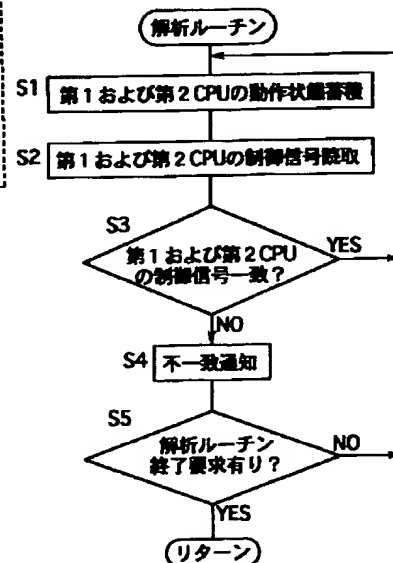 解析ルーチン
S1 第1および第2CPUの動作状態蓄積
S2 第1および第2CPUの制御信号読取
S3
第1および第2CPU
の制御信号一致?
YES
NO
S4 不一致通知
S5
解析ルーチン
終了要求有り?
NO
YES
リターン